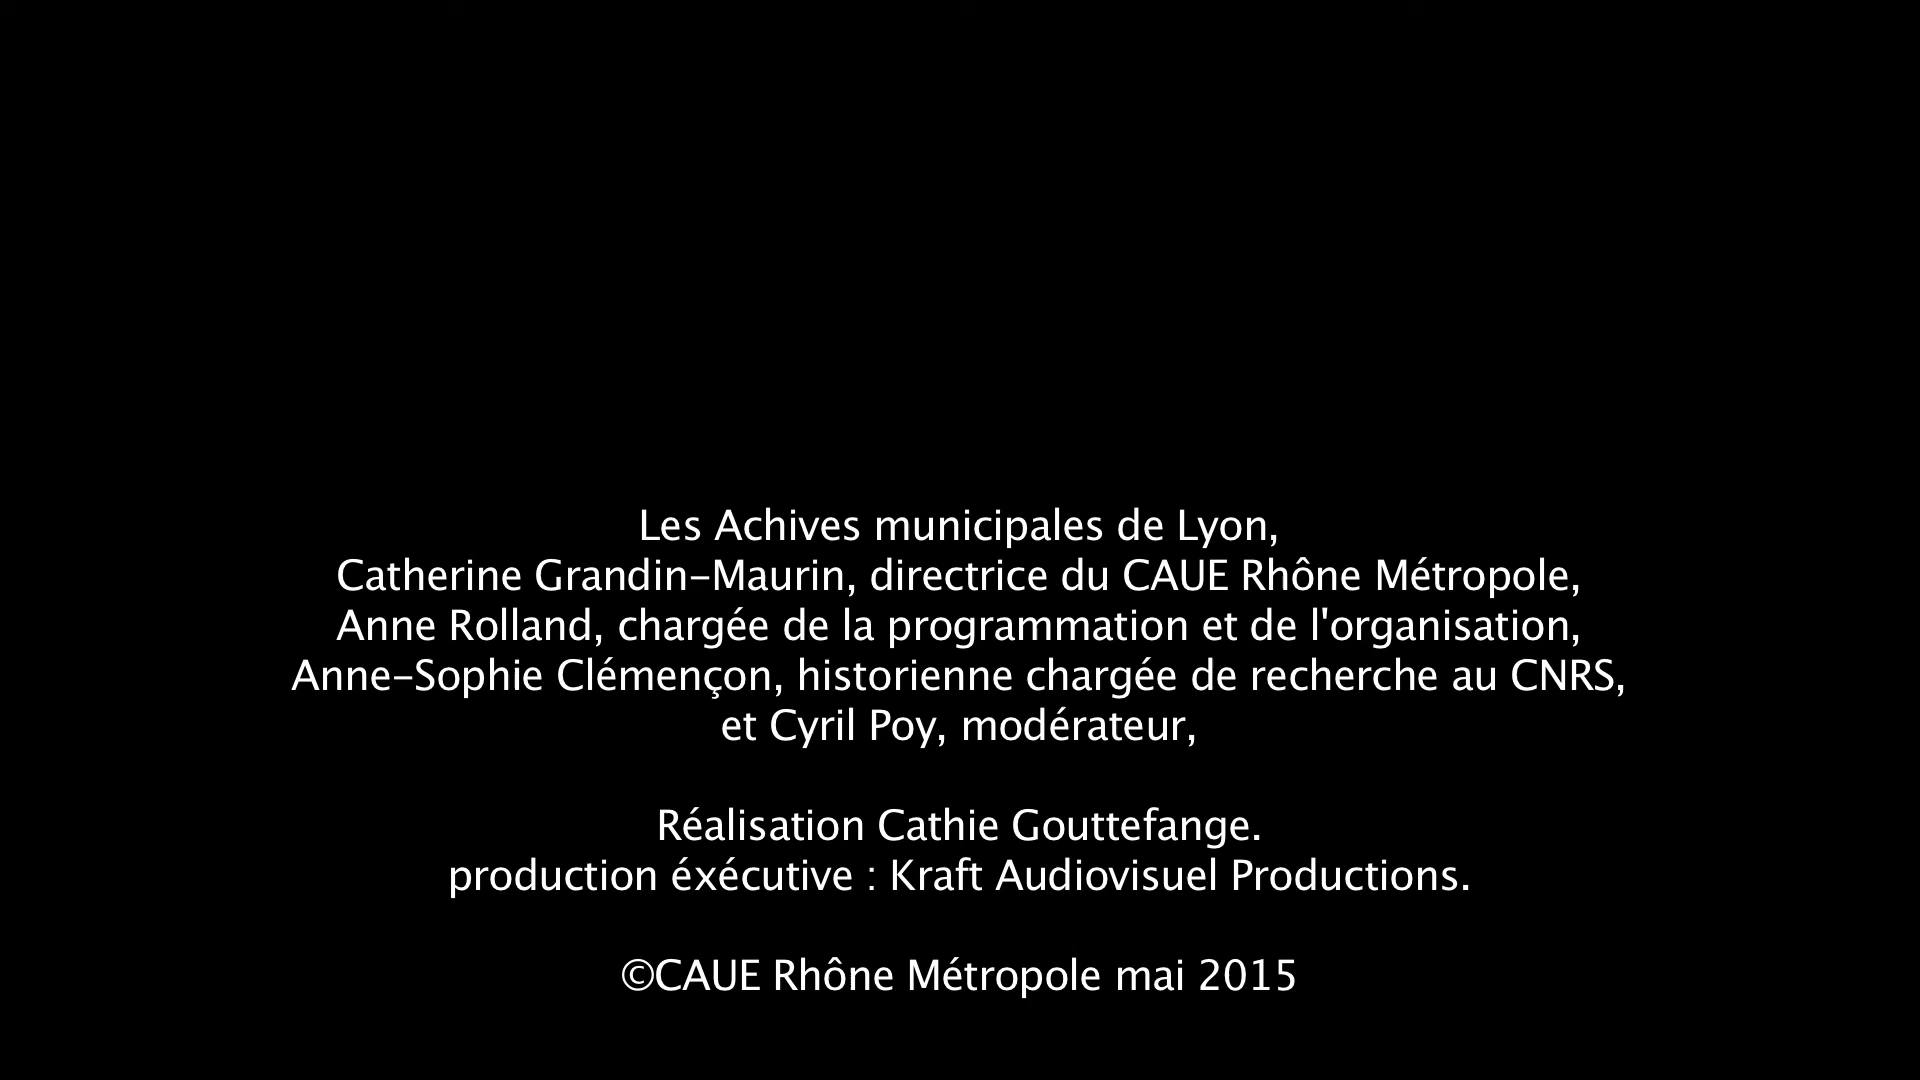 Les Achives municipales de Lyon,
Catherine Grandin-Maurin, directrice du CAUE Rhône Métropole,
Anne Rolland, chargée de la programmation et de l'organisation,
Anne-Sophie Clémençon, historienne chargée de recherche au CNRS,
et Cyril Poy, modérateur,
Réalisation Cathie Gouttefange.
production éxécutive : Kraft Audiovisuel Productions.
©CAUE Rhône Métropole mai 2015